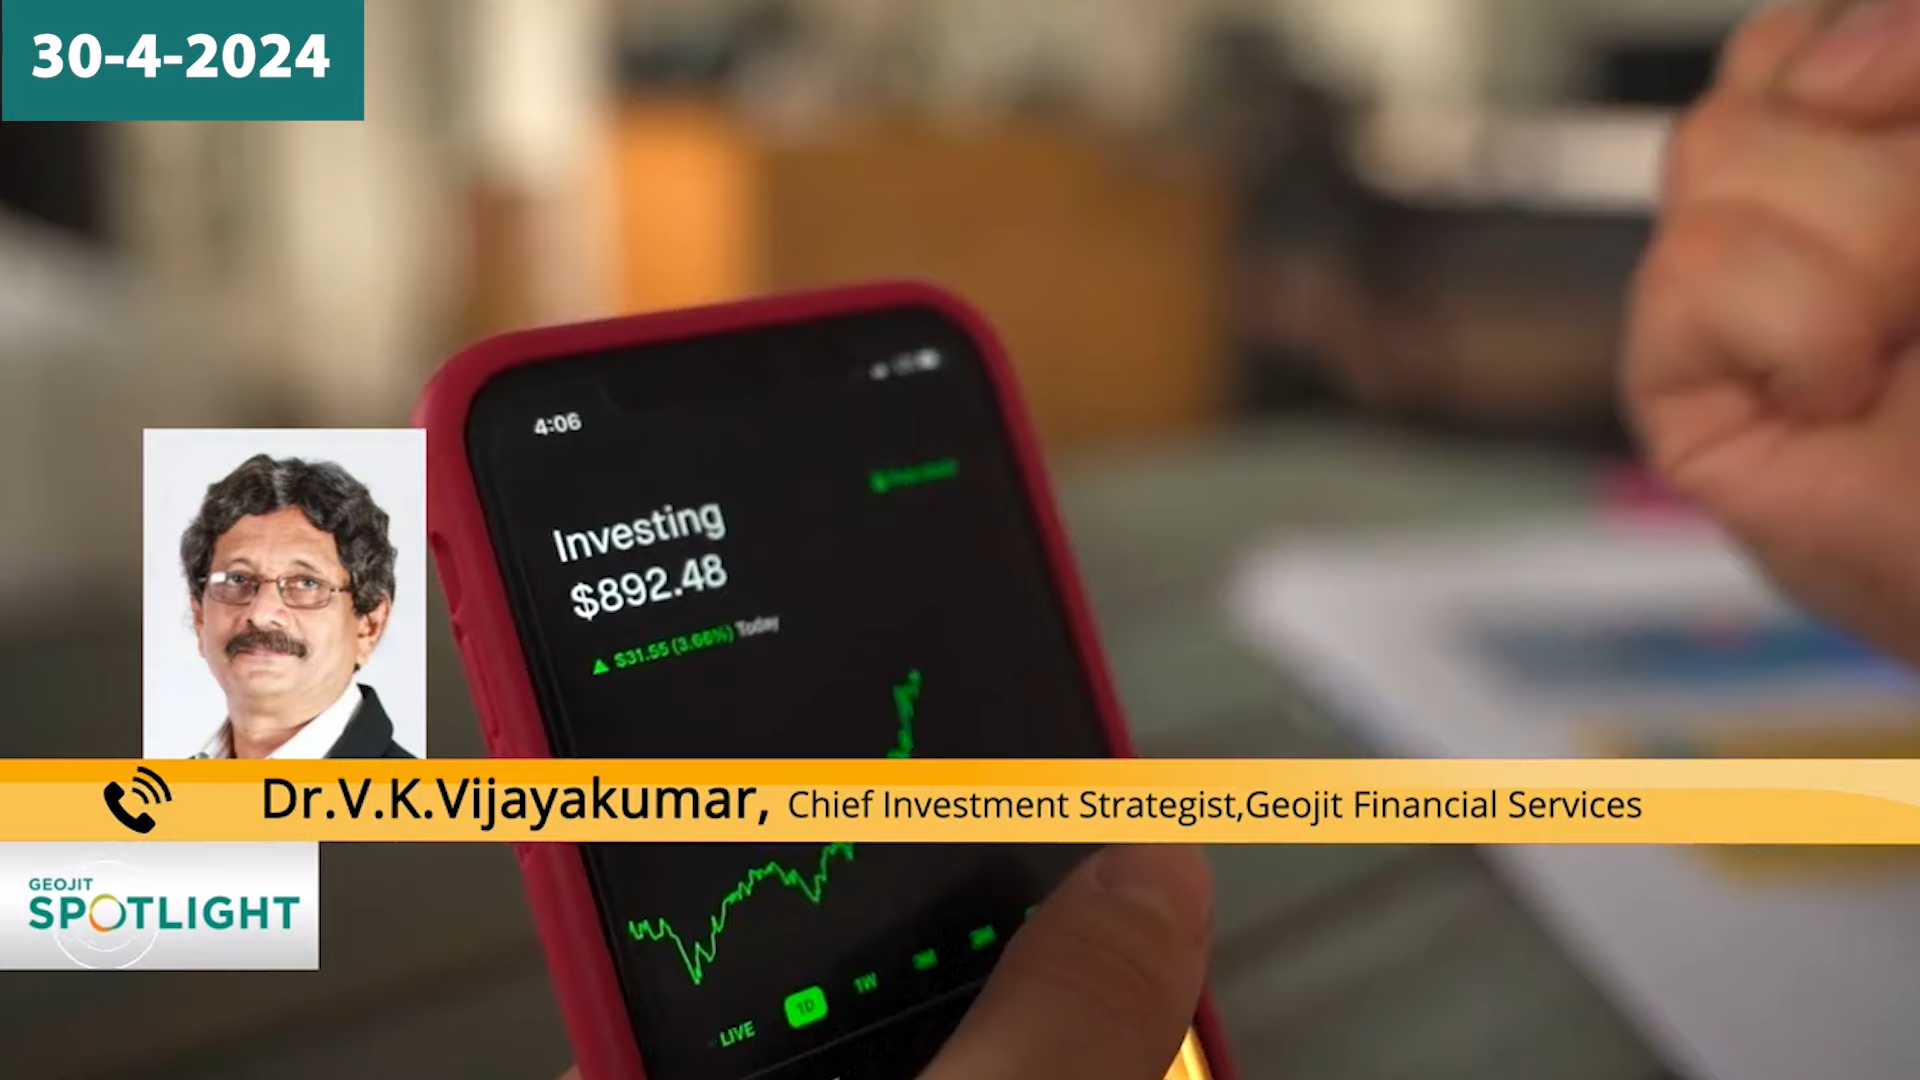 30-4-2024
4:06
Investing
$892.48
▲ $31.55 (3.66%) Today
Dr.V.K.Vijayakumar, Chief Investment Strategist,Geojit Financial Services
GEOJIT
SPOTLIGHT
LIVE 1D 1W